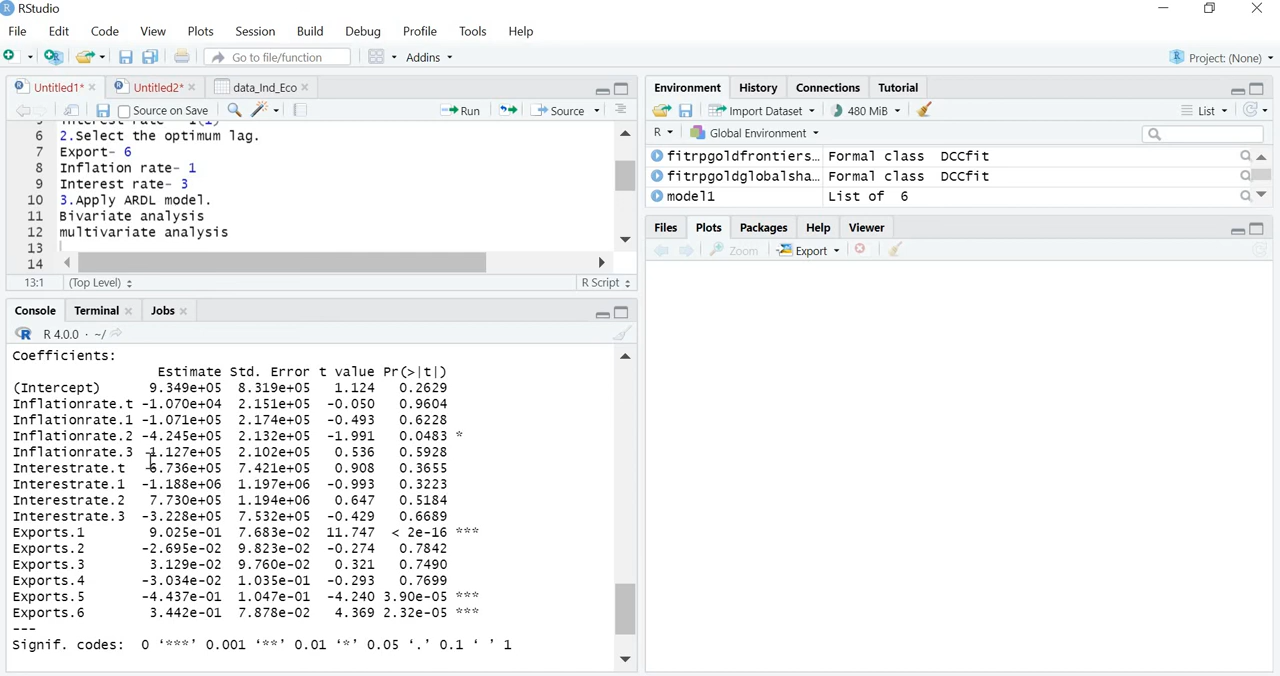 RStudio
File Edit Code View Plots Session Build Debug Profile Tools Help
Go to file/function Addins Project: (None)
Untitled1* Untitled2* data_Ind_Eco
Source on Save Run Source
6 2.Select the optimum lag.
7 Export- 6
8 Inflation rate- 1
9 Interest rate- 3
10 3.Apply ARDL model.
11 Bivariate analysis
12 multivariate analysis
13
14
13:1 (Top Level) R Script
Console Terminal Jobs
R 4.0.0 · ~/
Coefficients:
Estimate Std. Error t value Pr(>|t|)
(Intercept) 9.349e+05 8.319e+05 1.124 0.2629
Inflationrate.t -1.070e+04 2.151e+05 -0.050 0.9604
Inflationrate.1 -1.071e+05 2.174e+05 -0.493 0.6228
Inflationrate.2 -4.245e+05 2.132e+05 -1.991 0.0483 *
Inflationrate.3 1.127e+05 2.102e+05 0.536 0.5928
Interestrate.t 6.736e+05 7.421e+05 0.908 0.3655
Interestrate.1 -1.188e+06 1.197e+06 -0.993 0.3223
Interestrate.2 7.730e+05 1.194e+06 0.647 0.5184
Interestrate.3 -3.228e+05 7.532e+05 -0.429 0.6689
Exports.1 9.025e-01 7.683e-02 11.747 < 2e-16 ***
Exports.2 -2.695e-02 9.823e-02 -0.274 0.7842
Exports.3 3.129e-02 9.760e-02 0.321 0.7490
Exports.4 -3.034e-02 1.035e-01 -0.293 0.7699
Exports.5 -4.437e-01 1.047e-01 -4.240 3.90e-05 ***
Exports.6 3.442e-01 7.878e-02 4.369 2.32e-05 ***
---
Signif. codes: 0 ‘***’ 0.001 ‘**’ 0.01 ‘*’ 0.05 ‘.’ 0.1 ‘ ’ 1
Environment History Connections Tutorial
Import Dataset 480 MiB List
R Global Environment
fitrpgoldfrontiers… Formal class DCCfit
fitrpgoldglobalsha… Formal class DCCfit
model1 List of 6
Files Plots Packages Help Viewer
Zoom Export